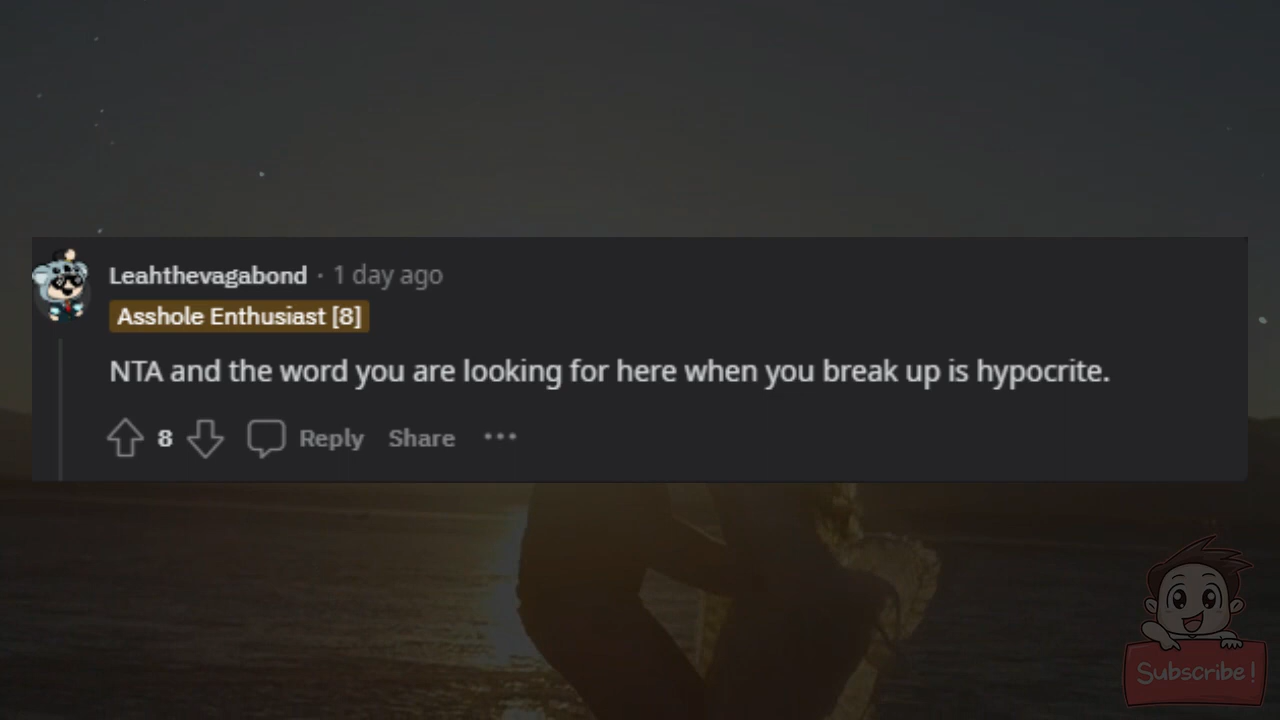 Leahthevagabond · 1 day ago
Asshole Enthusiast [8]
NTA and the word you are looking for here when you break up is hypocrite.
8 Reply Share ...
Subscribe!